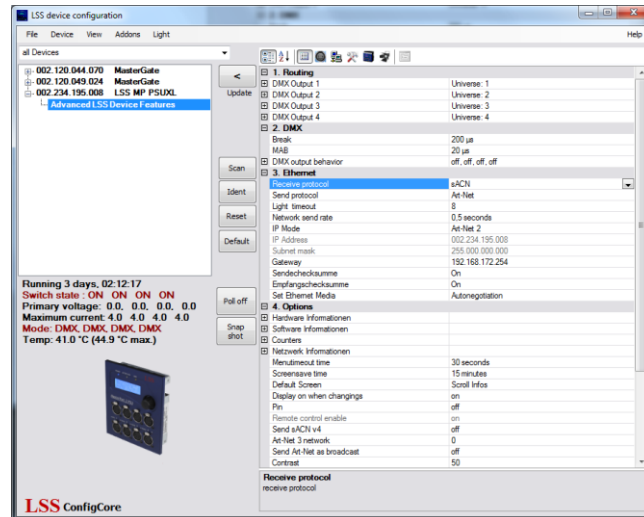 LSS device configuration
File Device View Addons Light Help
all Devices
002.120.044.070 MasterGate
002.120.049.024 MasterGate
002.234.195.008 LSS MP PSUXL
Advanced LSS Device Features
<
Update
Scan
Ident
Reset
Default
Poll off
Snap
shot
Running 3 days, 02:12:17
Switch state : ON ON ON ON
Primary voltage: 0.0, 0.0, 0.0, 0.0
Maximum current: 4.0 4.0 4.0 4.0
Mode: DMX, DMX, DMX, DMX
Temp: 41.0 °C (44.9 °C max.)
LSS ConfigCore
1. Routing
DMX Output 1 Universe: 1
DMX Output 2 Universe: 2
DMX Output 3 Universe: 3
DMX Output 4 Universe: 4
2. DMX
Break 200 µs
MAB 20 µs
DMX output behavior off, off, off, off
3. Ethernet
Receive protocol sACN
Send protocol Art-Net
Light timeout 8
Network send rate 0,5 seconds
IP Mode Art-Net 2
IP Address 002.234.195.008
Subnet mask 255.000.000.000
Gateway 192.168.172.254
Sendechecksumme On
Empfangschecksumme On
Set Ethernet Media Autonegotiation
4. Options
Hardware Informationen
Software Informationen
Counters
Netzwerk Informationen
Menutimeout time 30 seconds
Screensave time 15 minutes
Default Screen Scroll Infos
Display on when changings on
Pin off
Remote control enable on
Send sACN v4 off
Art-Net 3 network 0
Send Art-Net as broadcast off
Contrast 50
Receive protocol
receive protocol